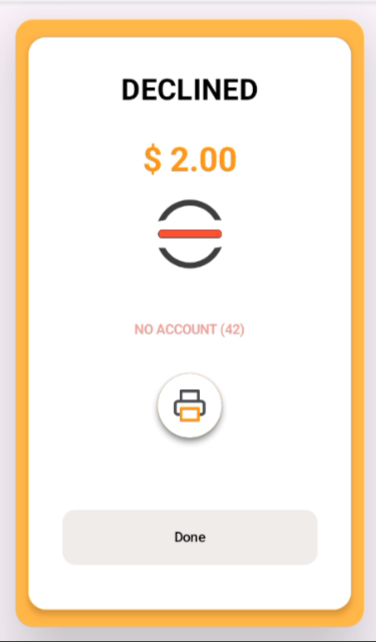 DECLINED
$ 2.00
NO ACCOUNT (42)
Done